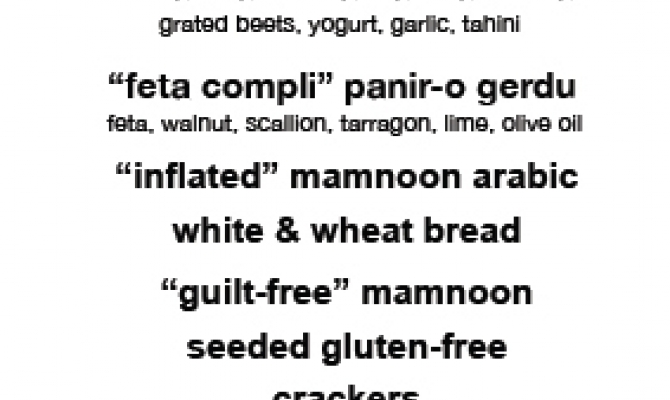 grated beets, yogurt, garlic, tahini
“feta compli” panir-o gerdu
feta, walnut, scallion, tarragon, lime, olive oil
“inflated” mamnoon arabic
white & wheat bread
“guilt-free” mamnoon
seeded gluten-free
crackers